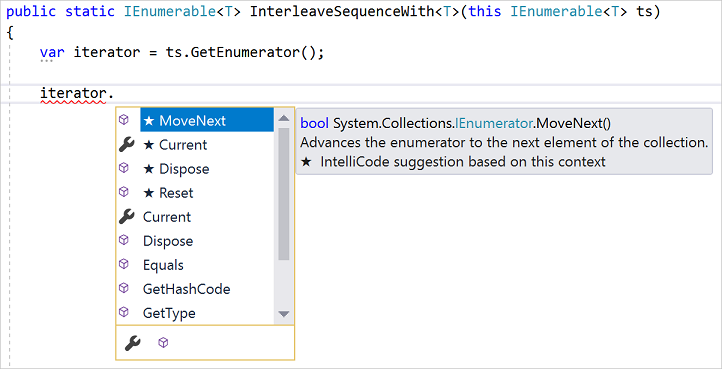 public static IEnumerable<T> InterleaveSequenceWith<T>(this IEnumerable<T> ts)
{
var iterator = ts.GetEnumerator();
iterator.
★ MoveNext
★ Current
★ Dispose
★ Reset
Current
Dispose
Equals
GetHashCode
GetType
bool System.Collections.IEnumerator.MoveNext()
Advances the enumerator to the next element of the collection.
★ IntelliCode suggestion based on this context